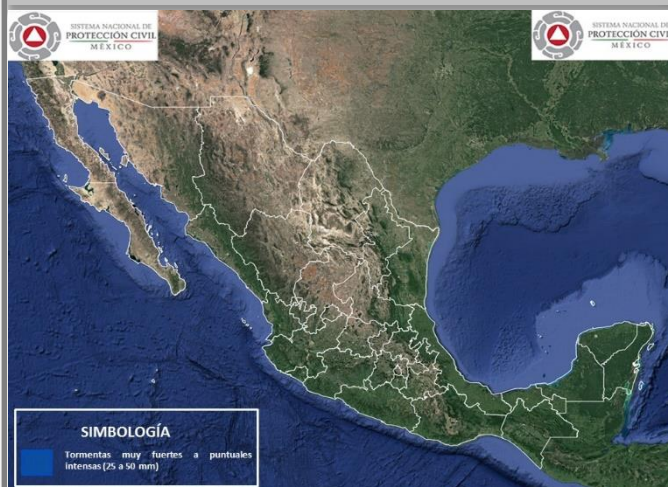 SISTEMA NACIONAL DE
PROTECCIÓN CIVIL
MÉXICO
SISTEMA NACIONAL DE
PROTECCIÓN CIVIL
MÉXICO
SIMBOLOGÍA
Tormentas muy fuertes a puntuales
intensas (25 a 50 mm)